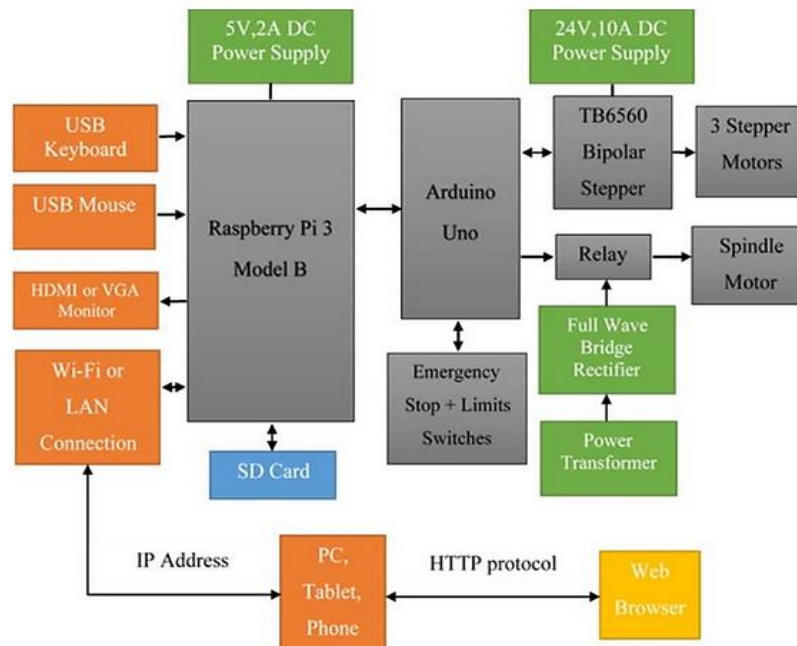 5V,2A DC
Power Supply
24V,10A DC
Power Supply
USB
Keyboard
USB Mouse
HDMI or VGA
Monitor
Wi-Fi or
LAN
Connection
Raspberry Pi 3
Model B
SD Card
Arduino
Uno
Emergency
Stop + Limits
Switches
TB6560
Bipolar
Stepper
3 Stepper
Motors
Relay
Spindle
Motor
Full Wave
Bridge
Rectifier
Power
Transformer
IP Address
PC,
Tablet,
Phone
HTTP protocol
Web
Browser